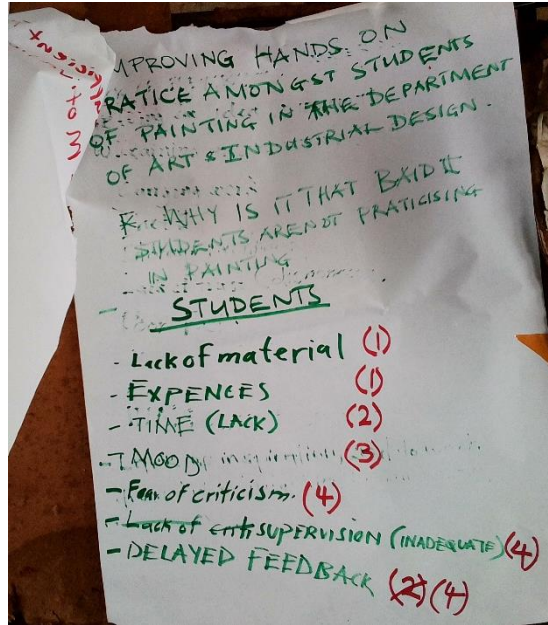 IMPROVING HANDS ON
PRATICE AMONGST STUDENTS
OF PAINTING IN THE DEPARTMENT
OF ART & INDUSTRIAL DESIGN.
WHY IS IT THAT BAID II
STUDENTS ARE NOT PRATICISING
IN PAINTING
- STUDENTS
- Lack of material (1)
- EXPENCES (1)
- TIME (LACK) (2)
- MOOD (3)
- Fear of criticism. (4)
- Lack of SUPERVISION (INADEQUATE) (4)
- DELAYED FEEDBACK (2) (4)